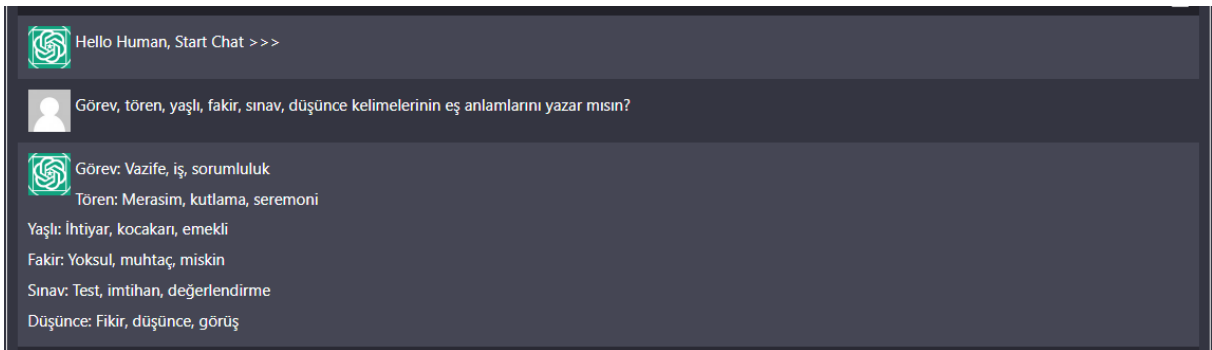 Hello Human, Start Chat >>>
Görev, tören, yaşlı, fakir, sınav, düşünce kelimelerinin eş anlamlarını yazar mısın?
Görev: Vazife, iş, sorumluluk
Tören: Merasim, kutlama, seremoni
Yaşlı: İhtiyar, kocakarı, emekli
Fakir: Yoksul, muhtaç, miskin
Sınav: Test, imtihan, değerlendirme
Düşünce: Fikir, düşünce, görüş